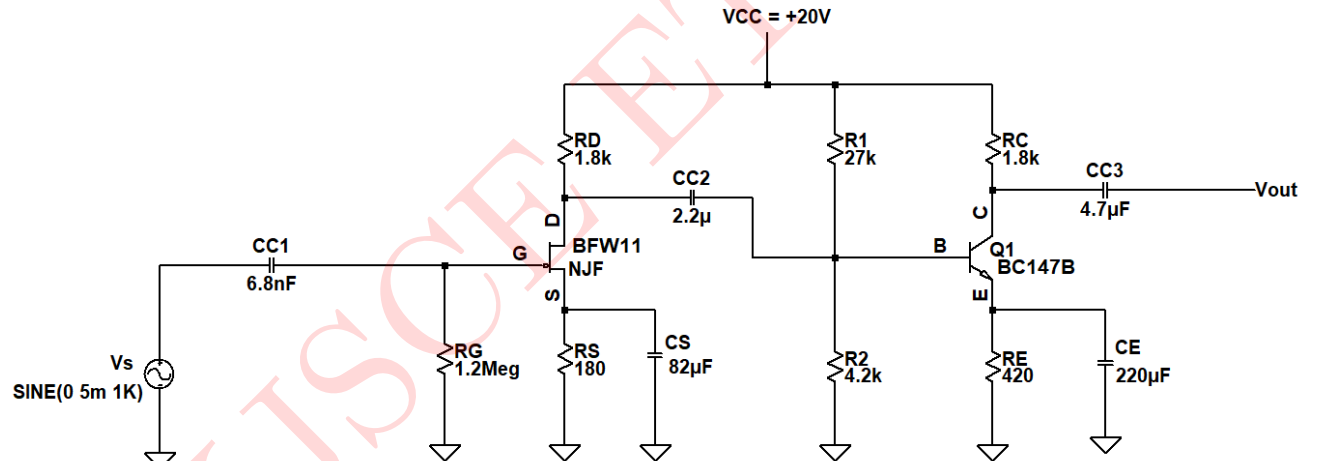 VCC = +20V
RD
1.8k
R1
27k
RC
1.8k
CC3
4.7µF
Vout
CC2
2.2µ
D
C
CC1
6.8nF
G
BFW11
NJF
S
B
Q1
BC147B
E
Vs
SINE(0 5m 1K)
RG
1.2Meg
RS
180
CS
82µF
R2
4.2k
RE
420
CE
220µF